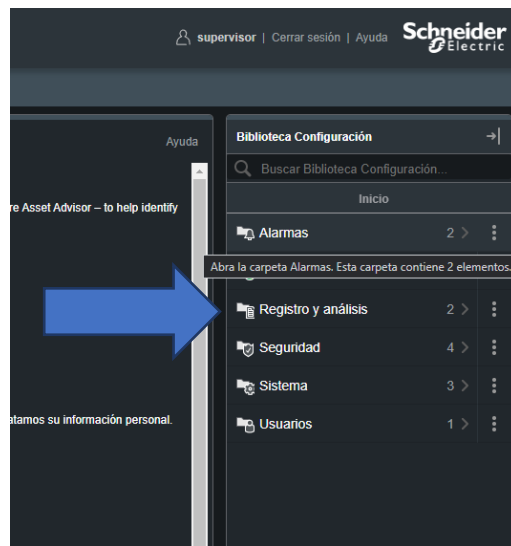 supervisor | Cerrar sesión | Ayuda
Schneider
Electric
Ayuda
Biblioteca Configuración
Buscar Biblioteca Configuración...
Inicio
re Asset Advisor – to help identify
Alarmas 2
Abra la carpeta Alarmas. Esta carpeta contiene 2 elementos.
Registro y análisis 2
Seguridad 4
Sistema 3
atamos su información personal.
Usuarios 1